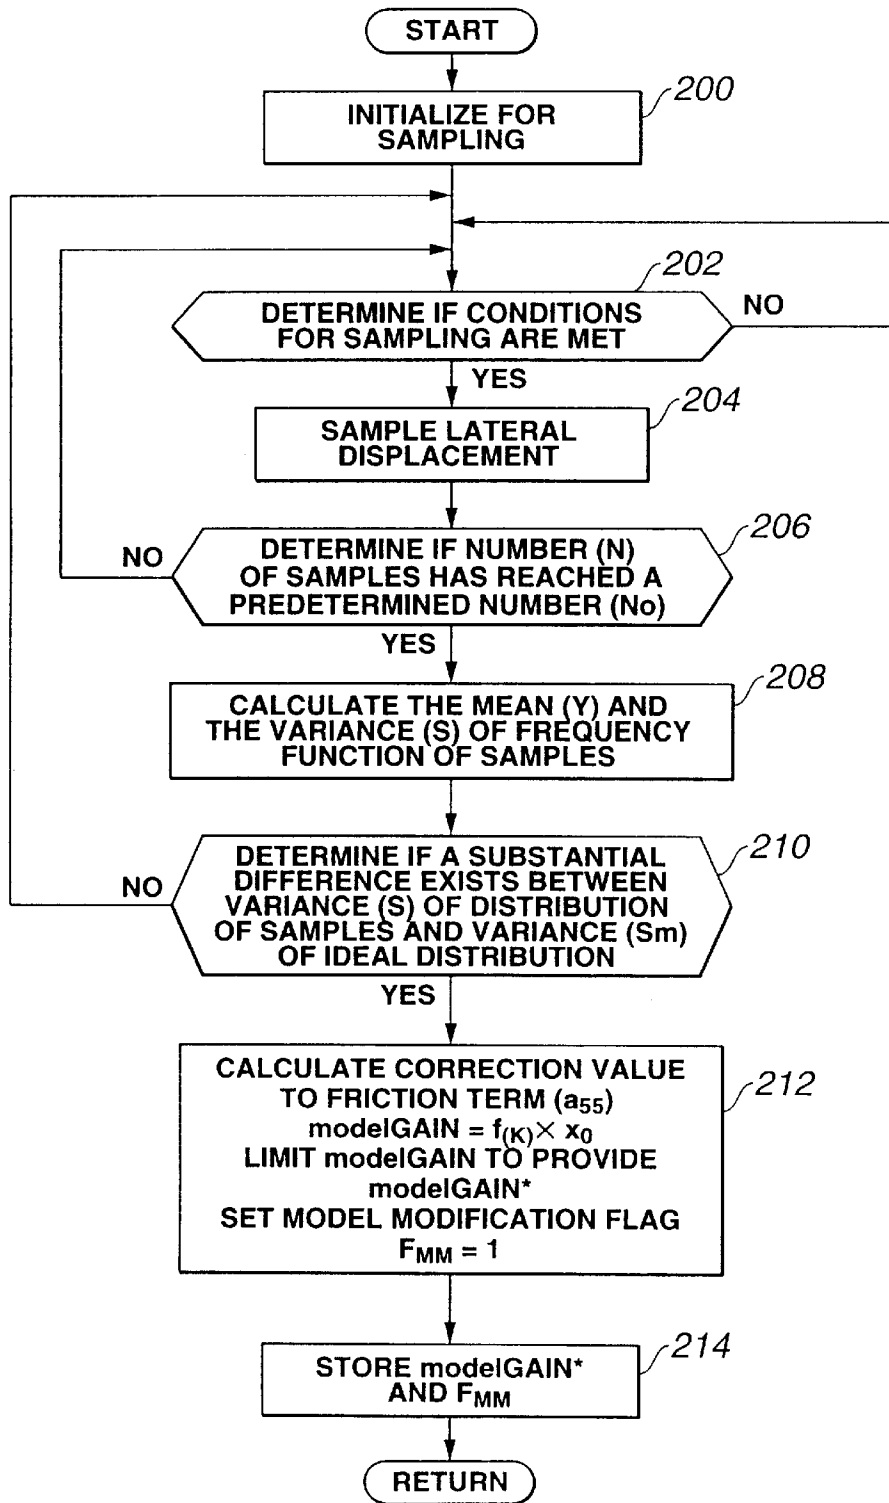 START
200
INITIALIZE FOR
SAMPLING
202
DETERMINE IF CONDITIONS
FOR SAMPLING ARE MET
NO
YES
204
SAMPLE LATERAL
DISPLACEMENT
206
NO
DETERMINE IF NUMBER (N)
OF SAMPLES HAS REACHED A
PREDETERMINED NUMBER (No)
YES
208
CALCULATE THE MEAN (Y) AND
THE VARIANCE (S) OF FREQUENCY
FUNCTION OF SAMPLES
210
NO
DETERMINE IF A SUBSTANTIAL
DIFFERENCE EXISTS BETWEEN
VARIANCE (S) OF DISTRIBUTION
OF SAMPLES AND VARIANCE (Sm)
OF IDEAL DISTRIBUTION
YES
212
CALCULATE CORRECTION VALUE
TO FRICTION TERM (a₅₅)
modelGAIN = f₍K₎ × x₀
LIMIT modelGAIN TO PROVIDE
modelGAIN*
SET MODEL MODIFICATION FLAG
FMM = 1
214
STORE modelGAIN*
AND FMM
RETURN